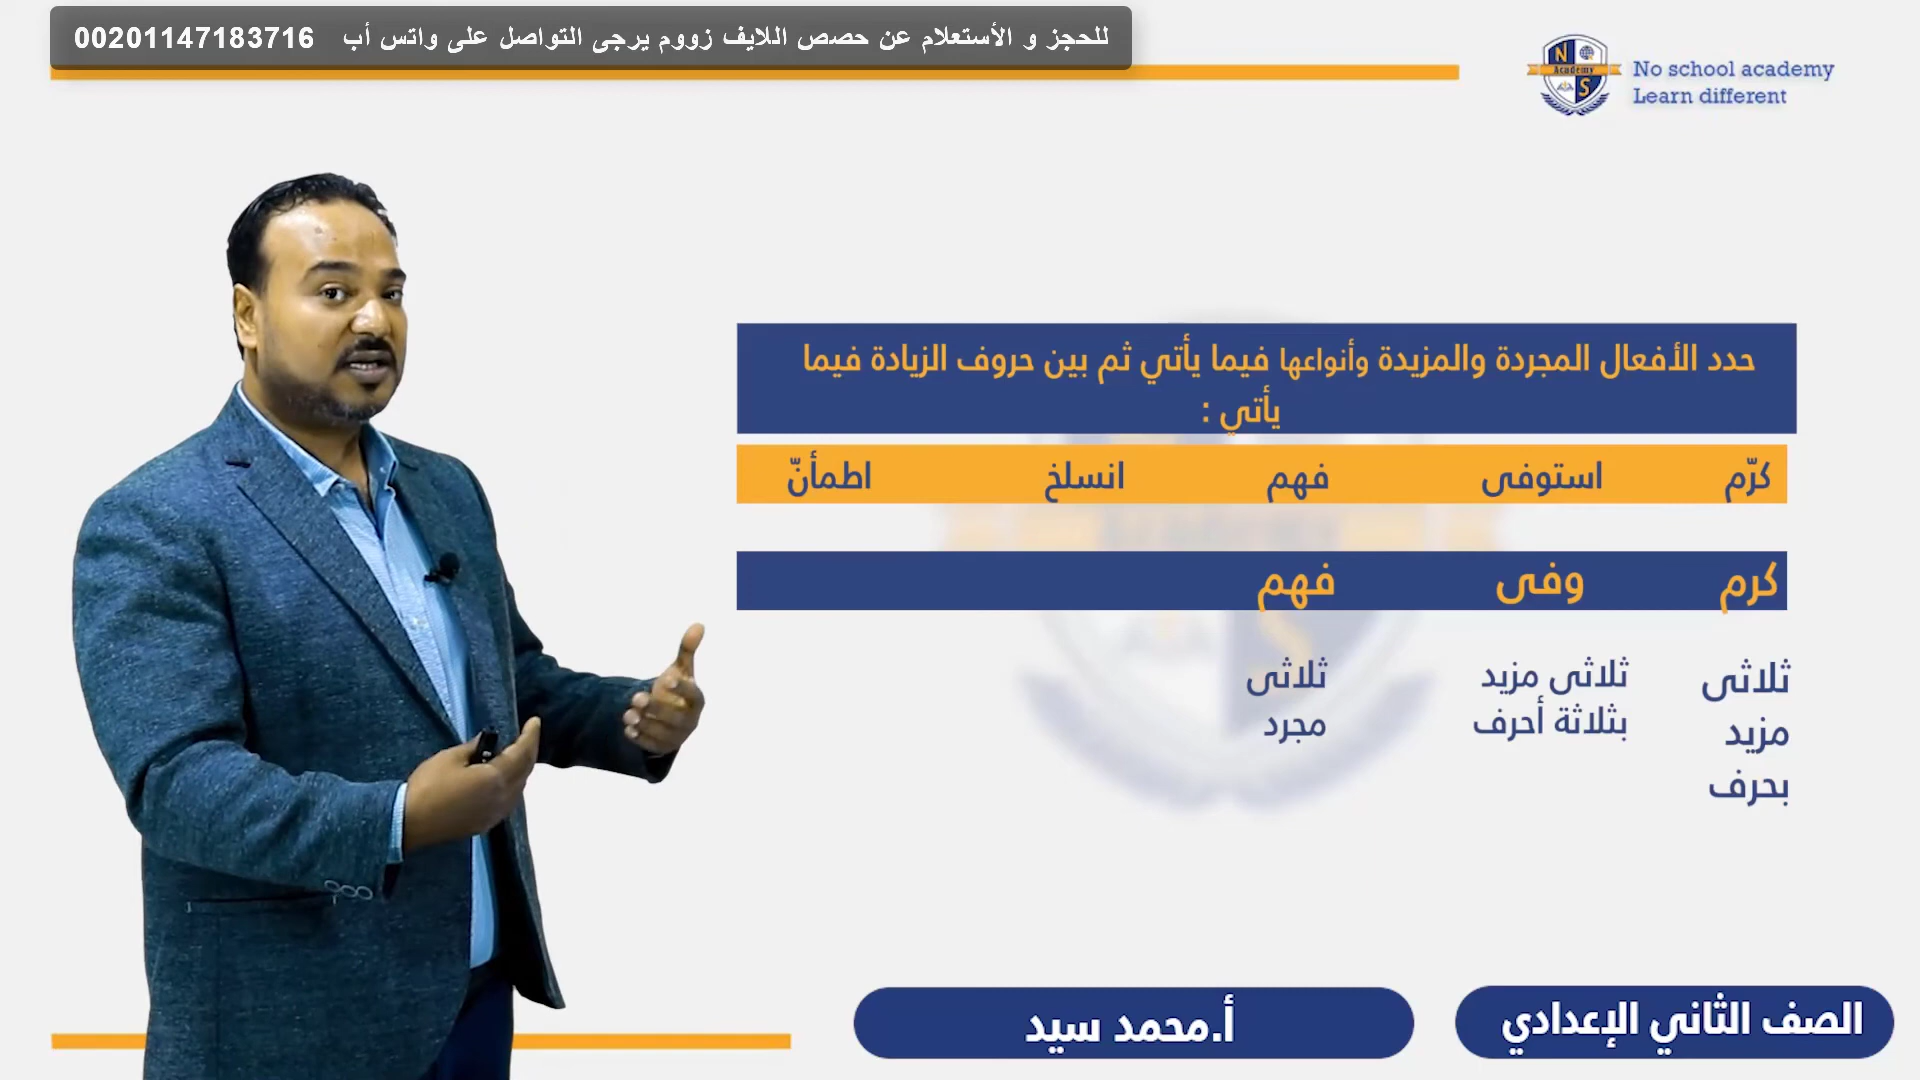 للحجز و الأستعلام عن حصص اللايف زووم يرجى التواصل على واتس أب 00201147183716
N
Academy
S
No school academy
Learn different
حدد الأفعال المجردة والمزيدة وأنواعها فيما يأتي ثم بين حروف الزيادة فيما
يأتي :
كرّم استوفى فهم انسلخ اطمأنّ
كرم وفى فهم
ثلاثى
مزيد
بحرف
ثلاثى مزيد
بثلاثة أحرف
ثلاثى
مجرد
الصف الثاني الإعدادي
أ.محمد سيد